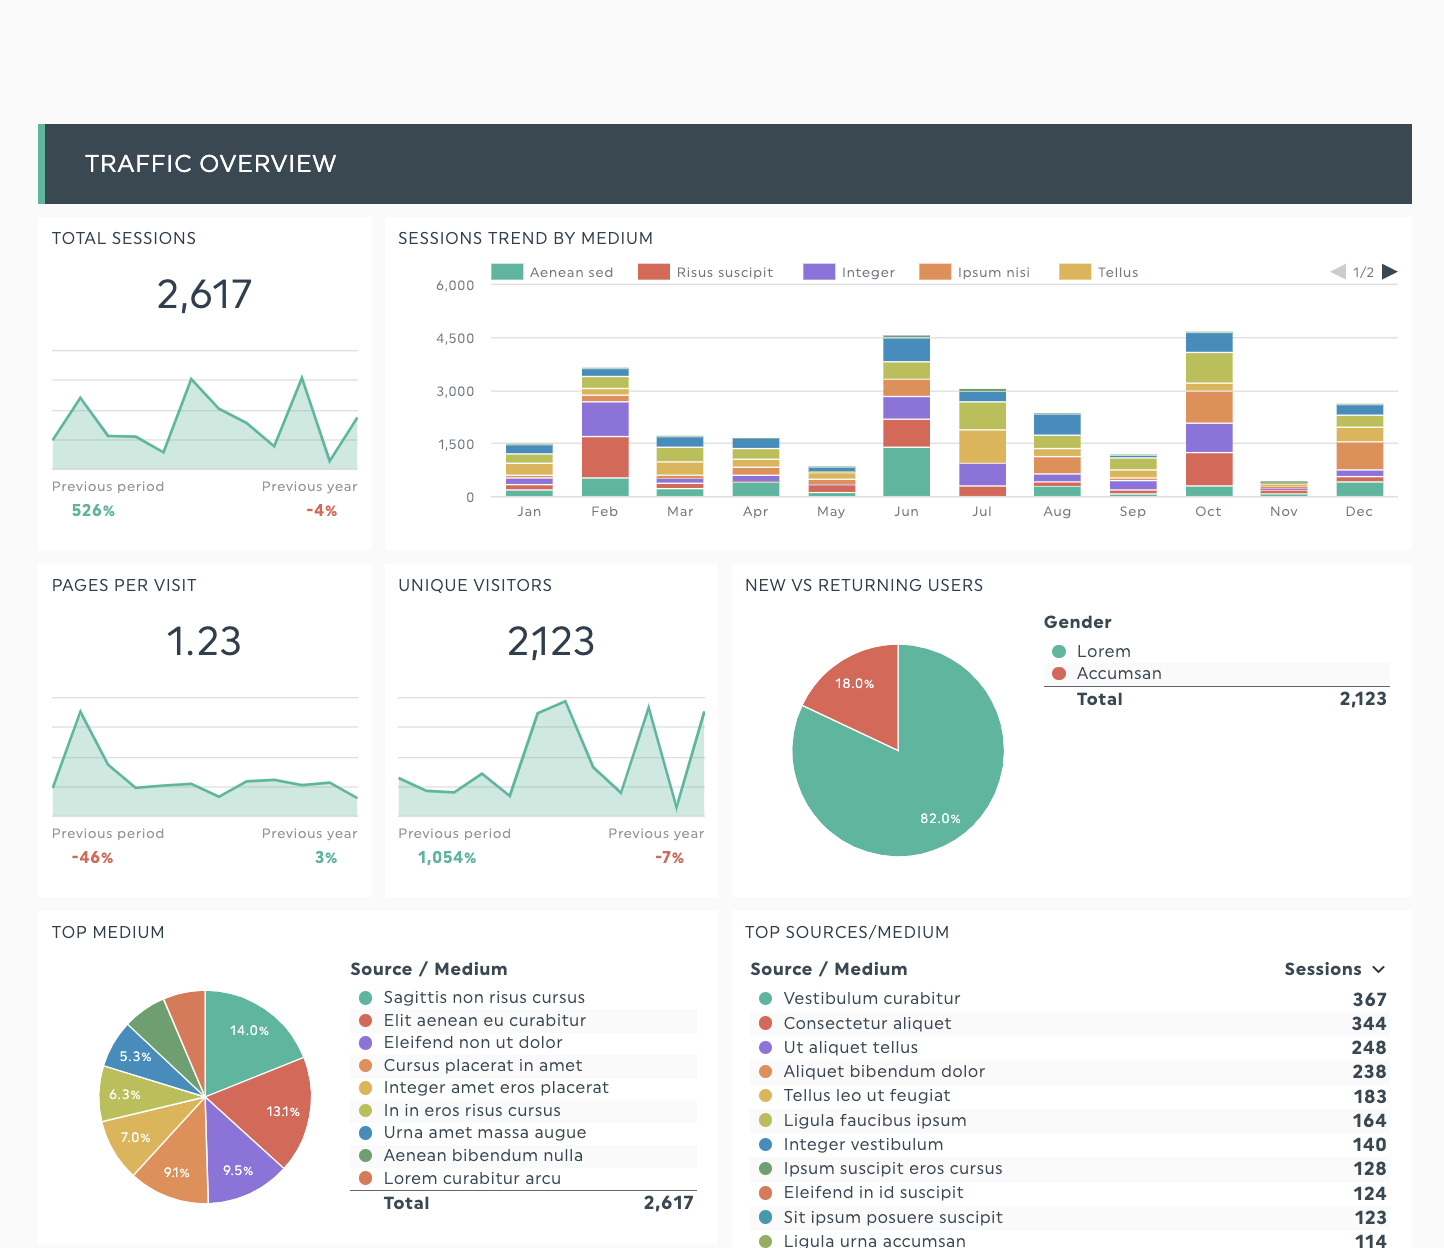 TRAFFIC OVERVIEW
TOTAL SESSIONS
2,617
Previous period Previous year
526% -4%
SESSIONS TREND BY MEDIUM
Aenean sed Risus suscipit Integer Ipsum nisi Tellus 1/2
6,000
4,500
3,000
1,500
0
Jan Feb Mar Apr May Jun Jul Aug Sep Oct Nov Dec
PAGES PER VISIT
1.23
Previous period Previous year
-46% 3%
UNIQUE VISITORS
2,123
Previous period Previous year
1,054% -7%
NEW VS RETURNING USERS
18.0%
82.0%
Gender
Lorem
Accumsan
Total 2,123
TOP MEDIUM
14.0%
13.1%
9.5%
9.1%
7.0%
6.3%
5.3%
Source / Medium
Sagittis non risus cursus
Elit aenean eu curabitur
Eleifend non ut dolor
Cursus placerat in amet
Integer amet eros placerat
In in eros risus cursus
Urna amet massa augue
Aenean bibendum nulla
Lorem curabitur arcu
Total 2,617
TOP SOURCES/MEDIUM
Source / Medium Sessions
Vestibulum curabitur 367
Consectetur aliquet 344
Ut aliquet tellus 248
Aliquet bibendum dolor 238
Tellus leo ut feugiat 183
Ligula faucibus ipsum 164
Integer vestibulum 140
Ipsum suscipit eros cursus 128
Eleifend in id suscipit 124
Sit ipsum posuere suscipit 123
Ligula urna accumsan 114